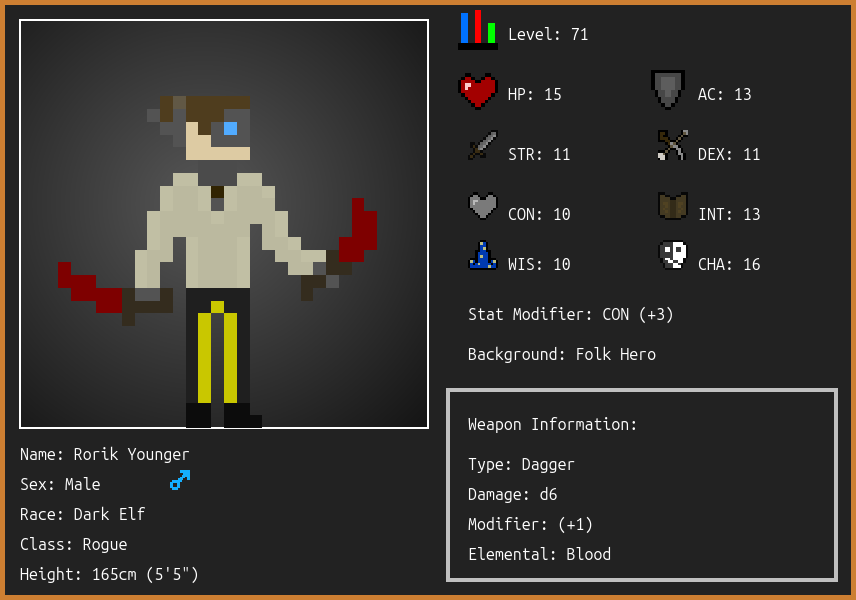 Level: 71
HP: 15
AC: 13
STR: 11
DEX: 11
CON: 10
INT: 13
WIS: 10
CHA: 16
Stat Modifier: CON (+3)
Background: Folk Hero
Weapon Information:
Type: Dagger
Damage: d6
Modifier: (+1)
Elemental: Blood
Name: Rorik Younger
Sex: Male
Race: Dark Elf
Class: Rogue
Height: 165cm (5'5")